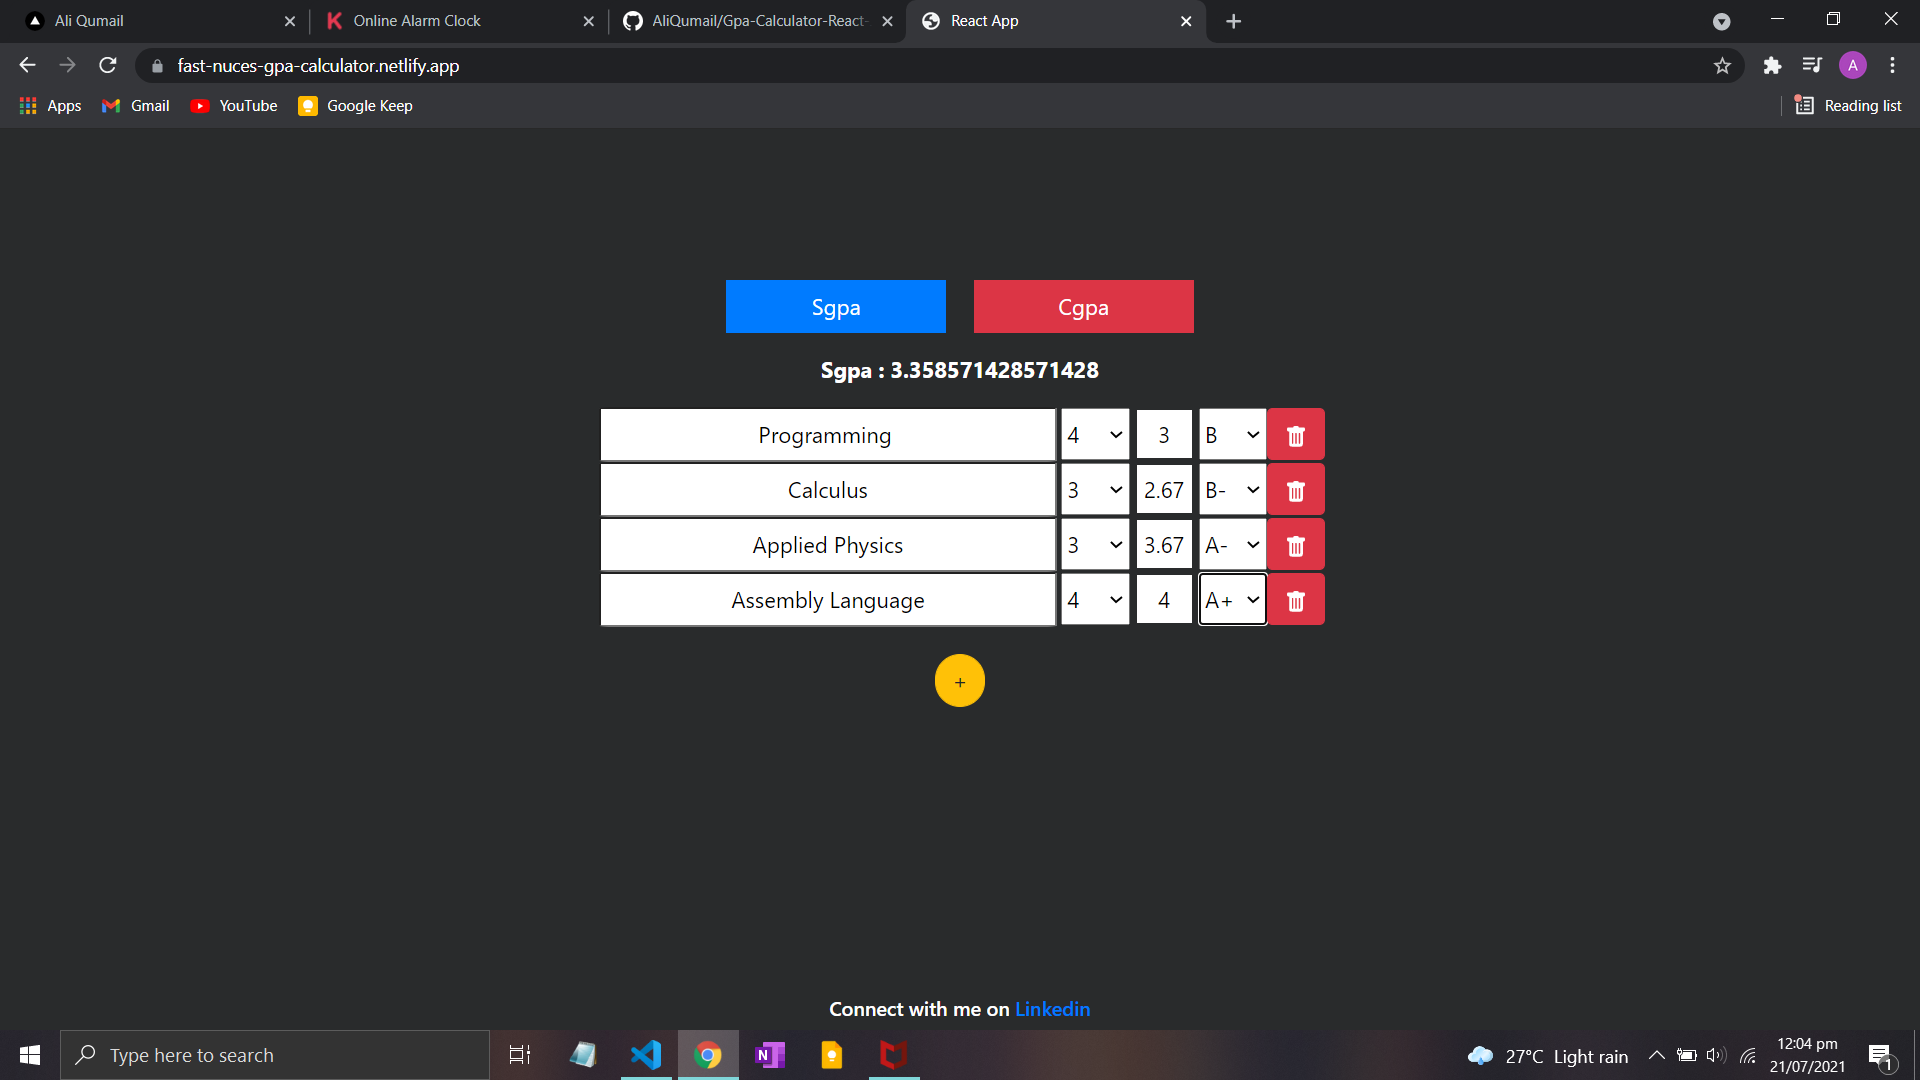 Ali Qumail
Online Alarm Clock
AliQumail/Gpa-Calculator-React-
React App
fast-nuces-gpa-calculator.netlify.app
A
Apps
Gmail
YouTube
Google Keep
Reading list
Sgpa
Cgpa
Sgpa : 3.358571428571428
Programming 4 3 B
Calculus 3 2.67 B-
Applied Physics 3 3.67 A-
Assembly Language 4 4 A+
+
Connect with me on Linkedin
Type here to search
N
27°C Light rain
12:04 pm
21/07/2021
1